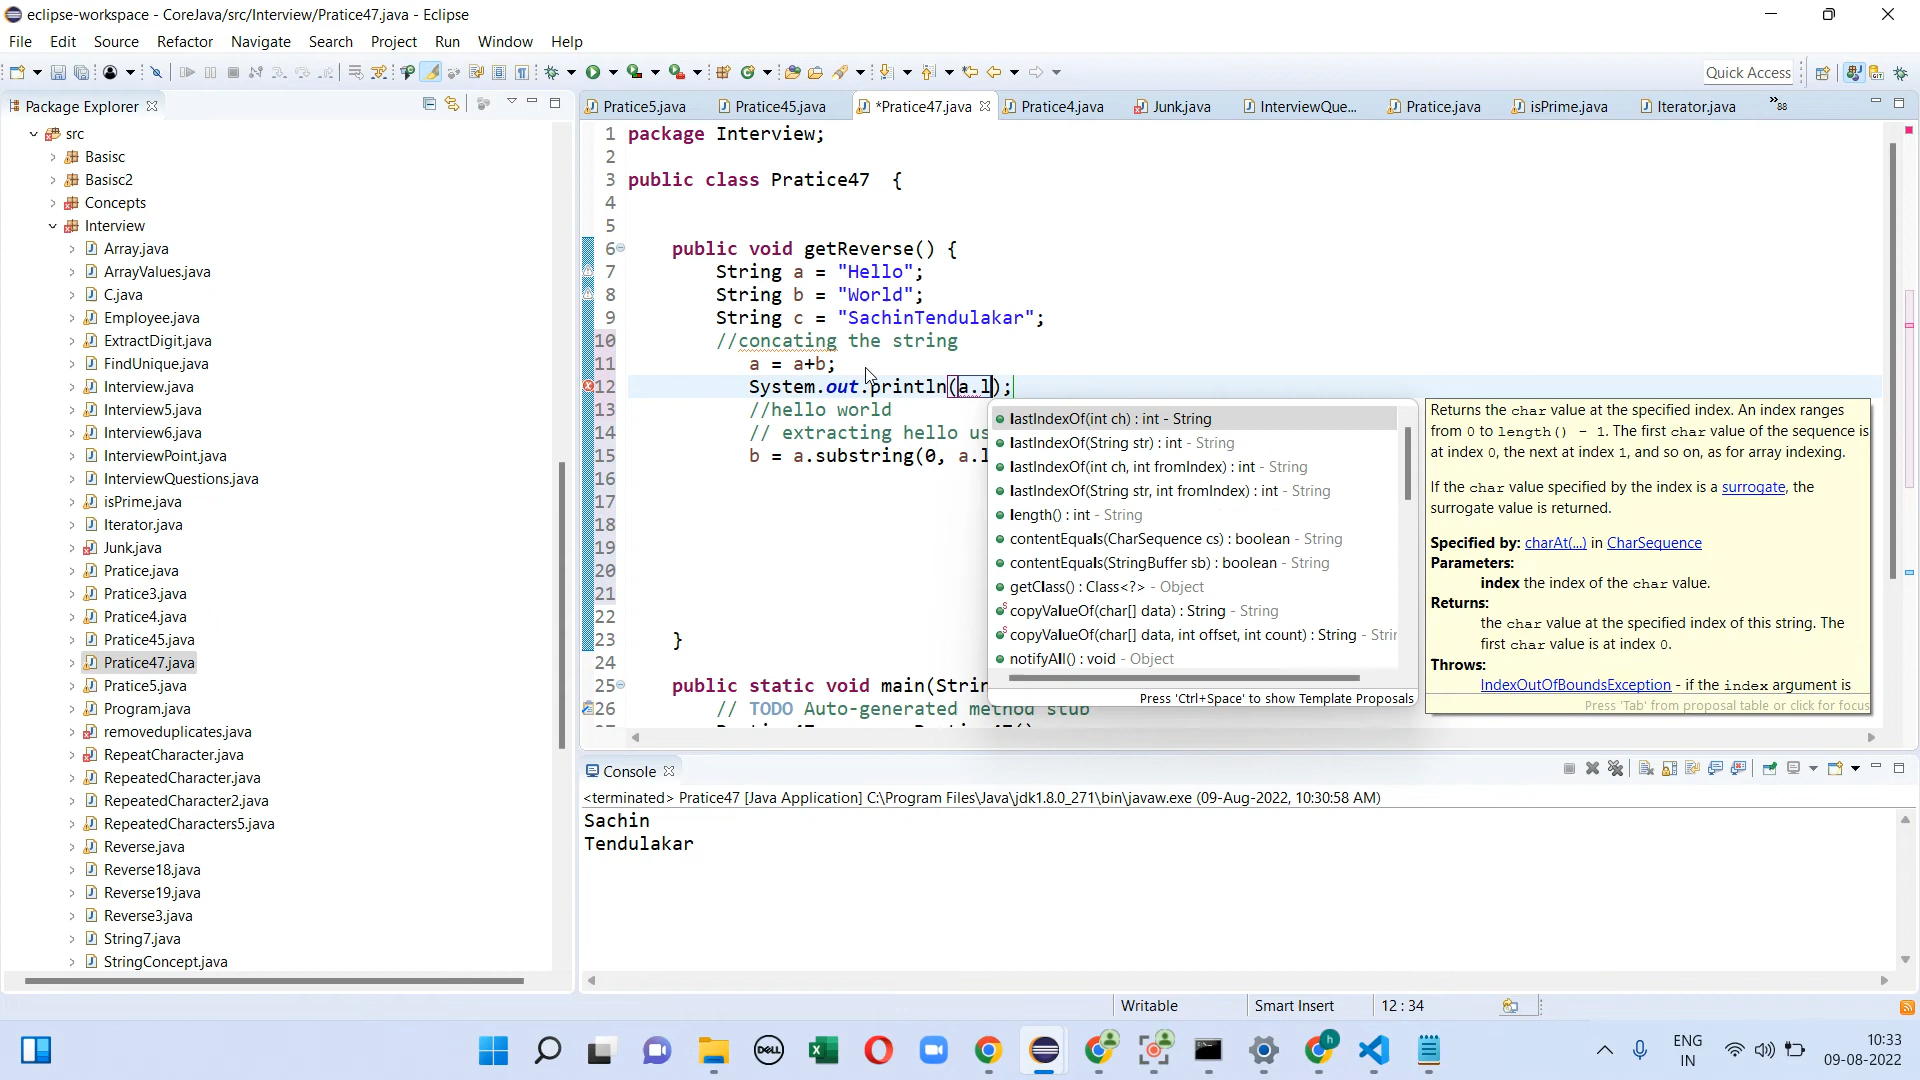 eclipse-workspace - CoreJava/src/Interview/Pratice47.java - Eclipse
File Edit Source Refactor Navigate Search Project Run Window Help
Quick Access
Package Explorer
Pratice5.java Pratice45.java *Pratice47.java Pratice4.java Junk.java InterviewQue... Pratice.java isPrime.java Iterator.java »88
src
Basisc
Basisc2
Concepts
Interview
Array.java
ArrayValues.java
C.java
Employee.java
ExtractDigit.java
FindUnique.java
Interview.java
Interview5.java
Interview6.java
InterviewPoint.java
InterviewQuestions.java
isPrime.java
Iterator.java
Junk.java
Pratice.java
Pratice3.java
Pratice4.java
Pratice45.java
Pratice47.java
Pratice5.java
Program.java
removeduplicates.java
RepeatCharacter.java
RepeatedCharacter.java
RepeatedCharacter2.java
RepeatedCharacters5.java
Reverse.java
Reverse18.java
Reverse19.java
Reverse3.java
String7.java
StringConcept.java
1 package Interview;
2
3 public class Pratice47 {
4
5
6 public void getReverse() {
7 String a = "Hello";
8 String b = "World";
9 String c = "SachinTendulakar";
10 //concating the string
11 a = a+b;
12 System.out.println(a.l);
13 //hello world
14 // extracting hello us
15 b = a.substring(0, a.l
16
17
18
19
20
21
22
23 }
24
25 public static void main(Strin
26 // TODO Auto-generated method stub
lastIndexOf(int ch) : int - String
lastIndexOf(String str) : int - String
lastIndexOf(int ch, int fromIndex) : int - String
lastIndexOf(String str, int fromIndex) : int - String
length() : int - String
contentEquals(CharSequence cs) : boolean - String
contentEquals(StringBuffer sb) : boolean - String
getClass() : Class<?> - Object
copyValueOf(char[] data) : String - String
copyValueOf(char[] data, int offset, int count) : String - Strir
notifyAll() : void - Object
Press 'Ctrl+Space' to show Template Proposals
Returns the char value at the specified index. An index ranges
from 0 to length() - 1. The first char value of the sequence is
at index 0, the next at index 1, and so on, as for array indexing.
If the char value specified by the index is a surrogate, the
surrogate value is returned.
Specified by: charAt(...) in CharSequence
Parameters:
index the index of the char value.
Returns:
the char value at the specified index of this string. The
first char value is at index 0.
Throws:
IndexOutOfBoundsException - if the index argument is
Press 'Tab' from proposal table or click for focus
Console
<terminated> Pratice47 [Java Application] C:\Program Files\Java\jdk1.8.0_271\bin\javaw.exe (09-Aug-2022, 10:30:58 AM)
Sachin
Tendulakar
Writable Smart Insert 12 : 34
DELL
h
ENG
IN
10:33
09-08-2022